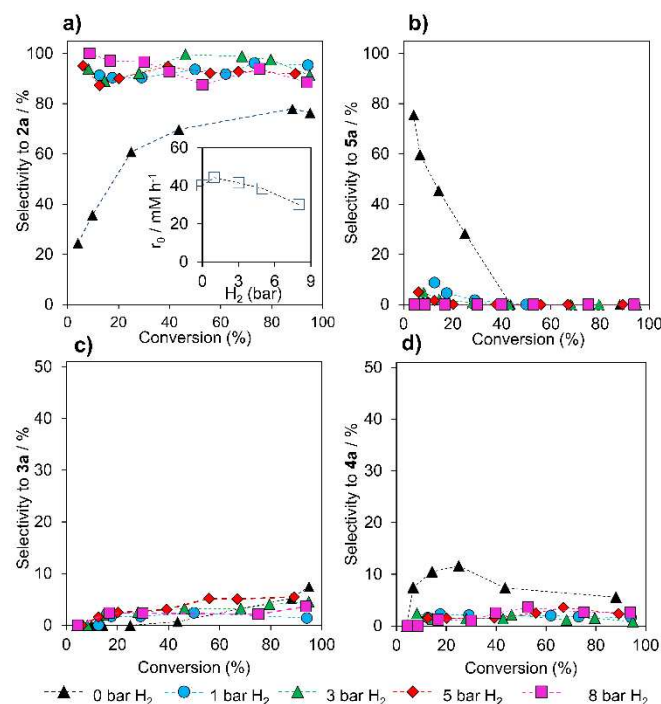 a)
Selectivity to 2a / %
100
80
60
40
20
0
0 20 40 60 80 100
Conversion (%)
r0 / mM h-1
60
40
20
0
0 3 6 9
H2 (bar)
b)
Selectivity to 5a / %
100
80
60
40
20
0
0 20 40 60 80 100
Conversion (%)
c)
Selectivity to 3a / %
50
40
30
20
10
0
0 20 40 60 80 100
Conversion (%)
d)
Selectivity to 4a / %
50
40
30
20
10
0
0 20 40 60 80 100
Conversion (%)
0 bar H2 1 bar H2 3 bar H2 5 bar H2 8 bar H2